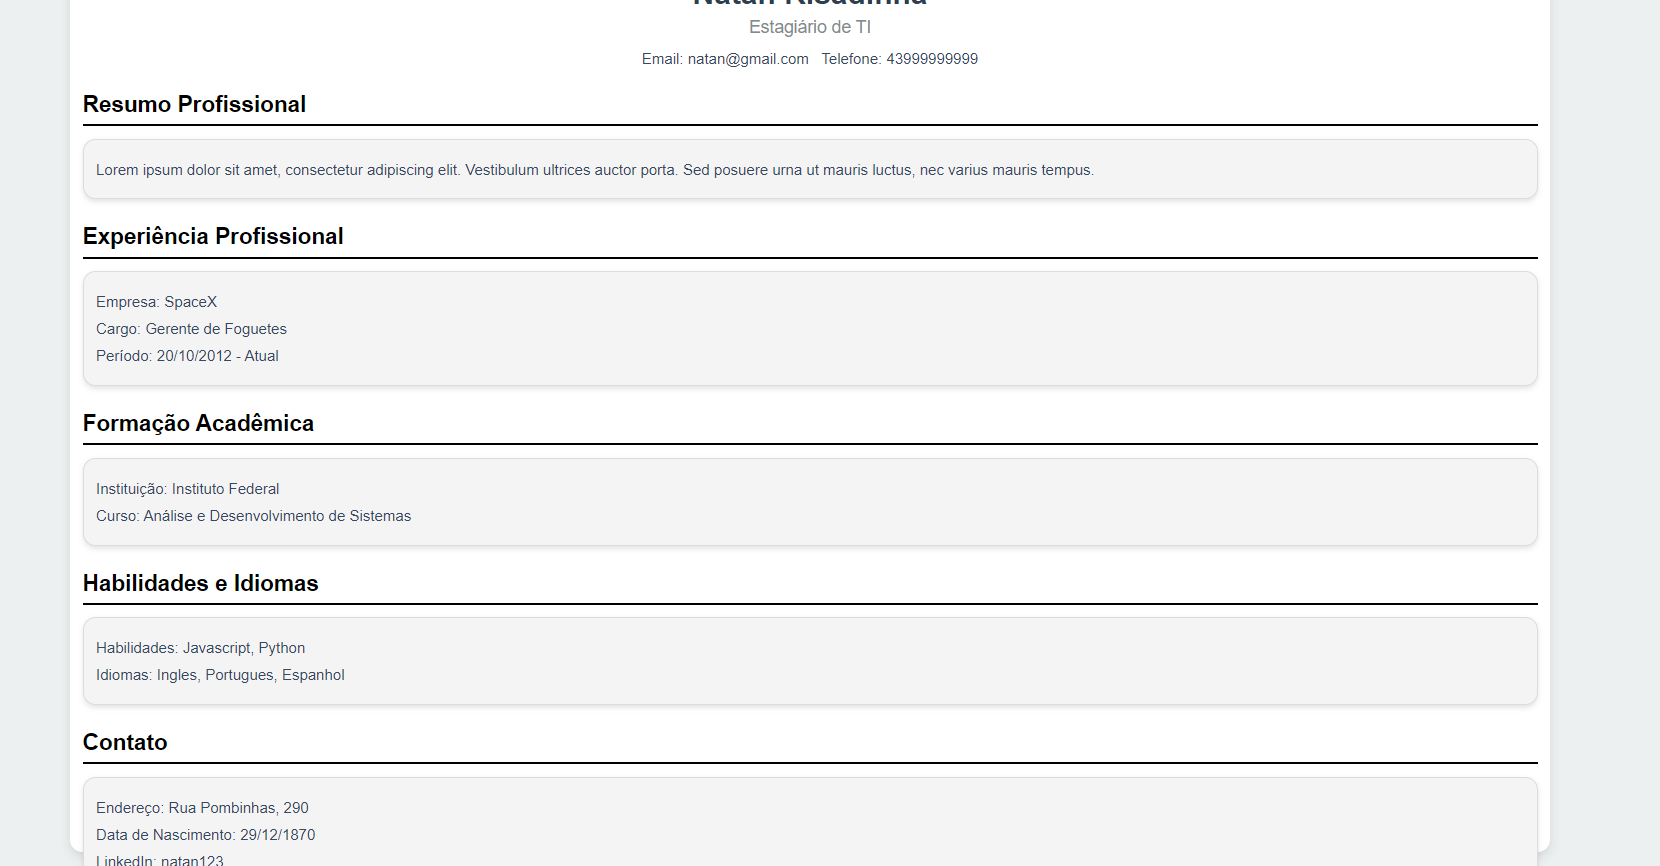 Natan Risadinha
Estagiário de TI
Email: natan@gmail.com Telefone: 43999999999
Resumo Profissional
Lorem ipsum dolor sit amet, consectetur adipiscing elit. Vestibulum ultrices auctor porta. Sed posuere urna ut mauris luctus, nec varius mauris tempus.
Experiência Profissional
Empresa: SpaceX
Cargo: Gerente de Foguetes
Período: 20/10/2012 - Atual
Formação Acadêmica
Instituição: Instituto Federal
Curso: Análise e Desenvolvimento de Sistemas
Habilidades e Idiomas
Habilidades: Javascript, Python
Idiomas: Ingles, Portugues, Espanhol
Contato
Endereço: Rua Pombinhas, 290
Data de Nascimento: 29/12/1870
LinkedIn: natan123